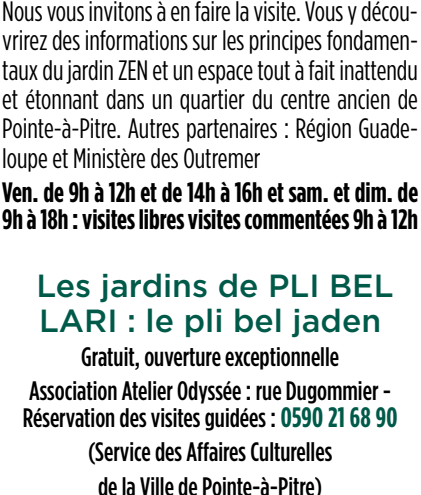 Nous vous invitons à en faire la visite. Vous y décou-
vrirez des informations sur les principes fondamen-
taux du jardin ZEN et un espace tout à fait inattendu
et étonnant dans un quartier du centre ancien de
Pointe-à-Pitre. Autres partenaires : Région Guade-
loupe et Ministère des Outremer
Ven. de 9h à 12h et de 14h à 16h et sam. et dim. de
9h à 18h : visites libres visites commentées 9h à 12h
Les jardins de PLI BEL
LARI : le pli bel jaden
Gratuit, ouverture exceptionnelle
Association Atelier Odyssée : rue Dugommier -
Réservation des visites guidées : 0590 21 68 90
(Service des Affaires Culturelles
de la Ville de Pointe-à-Pitre)